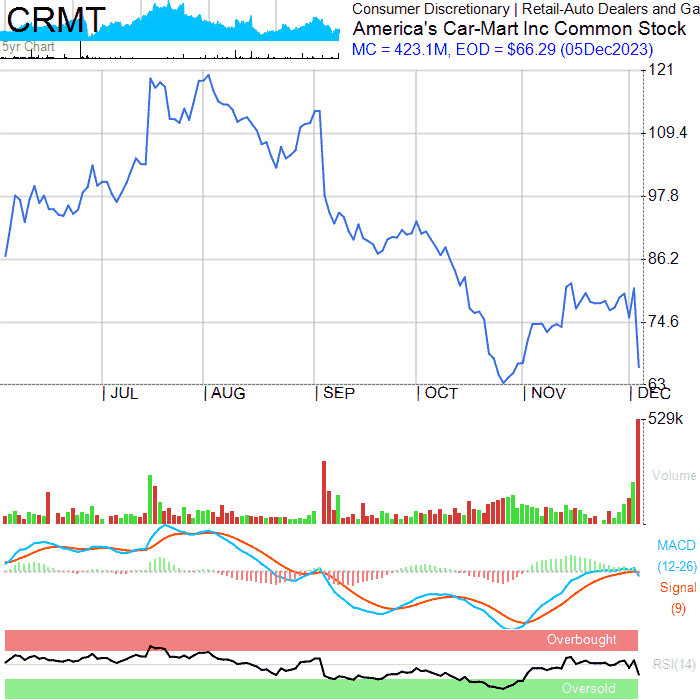 CRMT
5yr Chart
Consumer Discretionary | Retail-Auto Dealers and Ga
America's Car-Mart Inc Common Stock
MC = 423.1M, EOD = $66.29 (05Dec2023)
121
109.4
97.8
86.2
74.6
63
| JUL | AUG | SEP | OCT | NOV | DEC
529k
Volume
MACD
(12-26)
Signal
(9)
Overbought
RSI(14)
Oversold